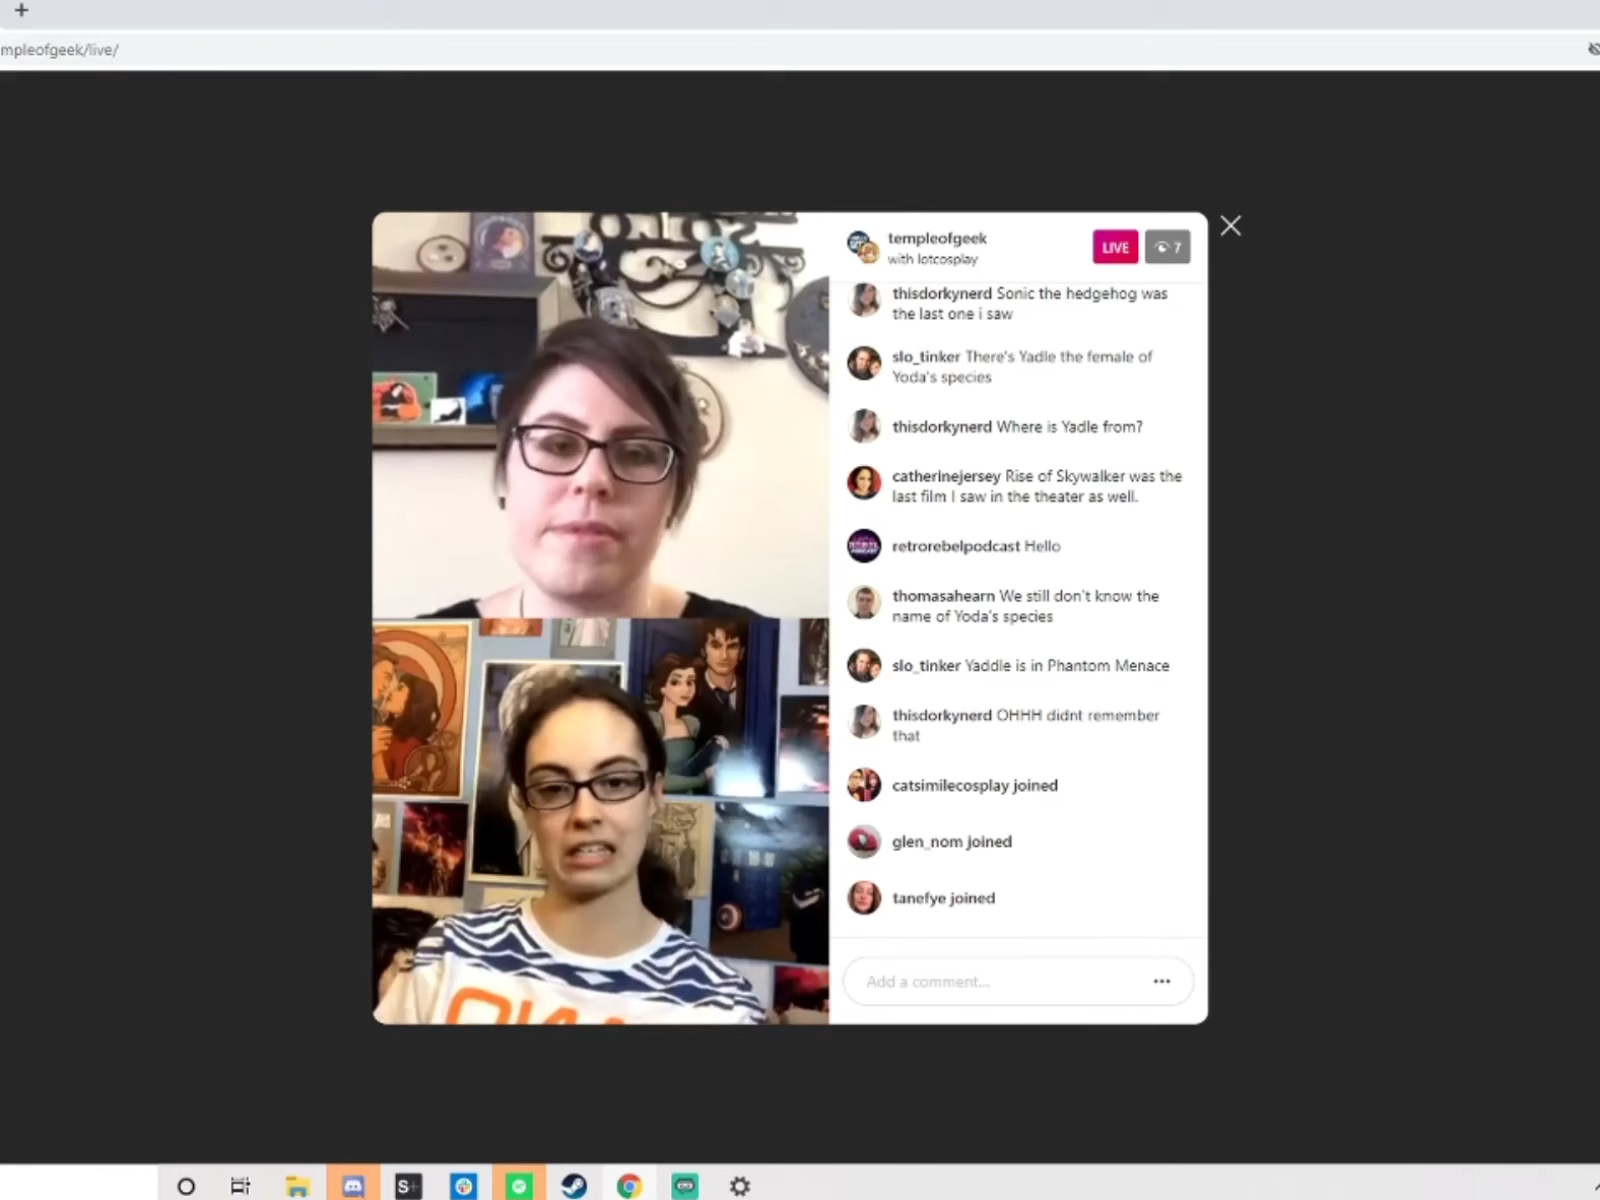 mpleofgeek/live/
templeofgeek
with lotcosplay
LIVE
7
thisdorkynerd Sonic the hedgehog was
the last one i saw
slo_tinker There's Yadle the female of
Yoda's species
thisdorkynerd Where is Yadle from?
catherinejersey Rise of Skywalker was the
last film I saw in the theater as well.
retrorebelpodcast Hello
thomasahearn We still don't know the
name of Yoda's species
slo_tinker Yaddle is in Phantom Menace
thisdorkynerd OHHH didnt remember
that
catsimilecosplay joined
glen_nom joined
tanefye joined
Add a comment...
S+